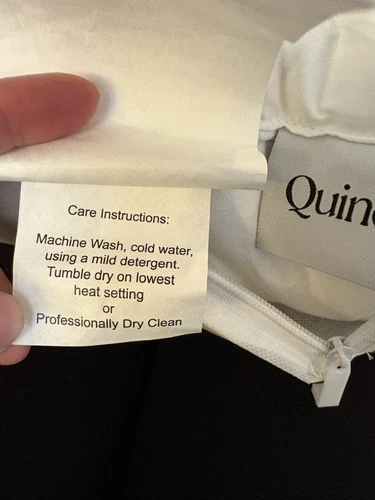 Care Instructions:
Machine Wash, cold water,
using a mild detergent.
Tumble dry on lowest
heat setting
or
Professionally Dry Clean